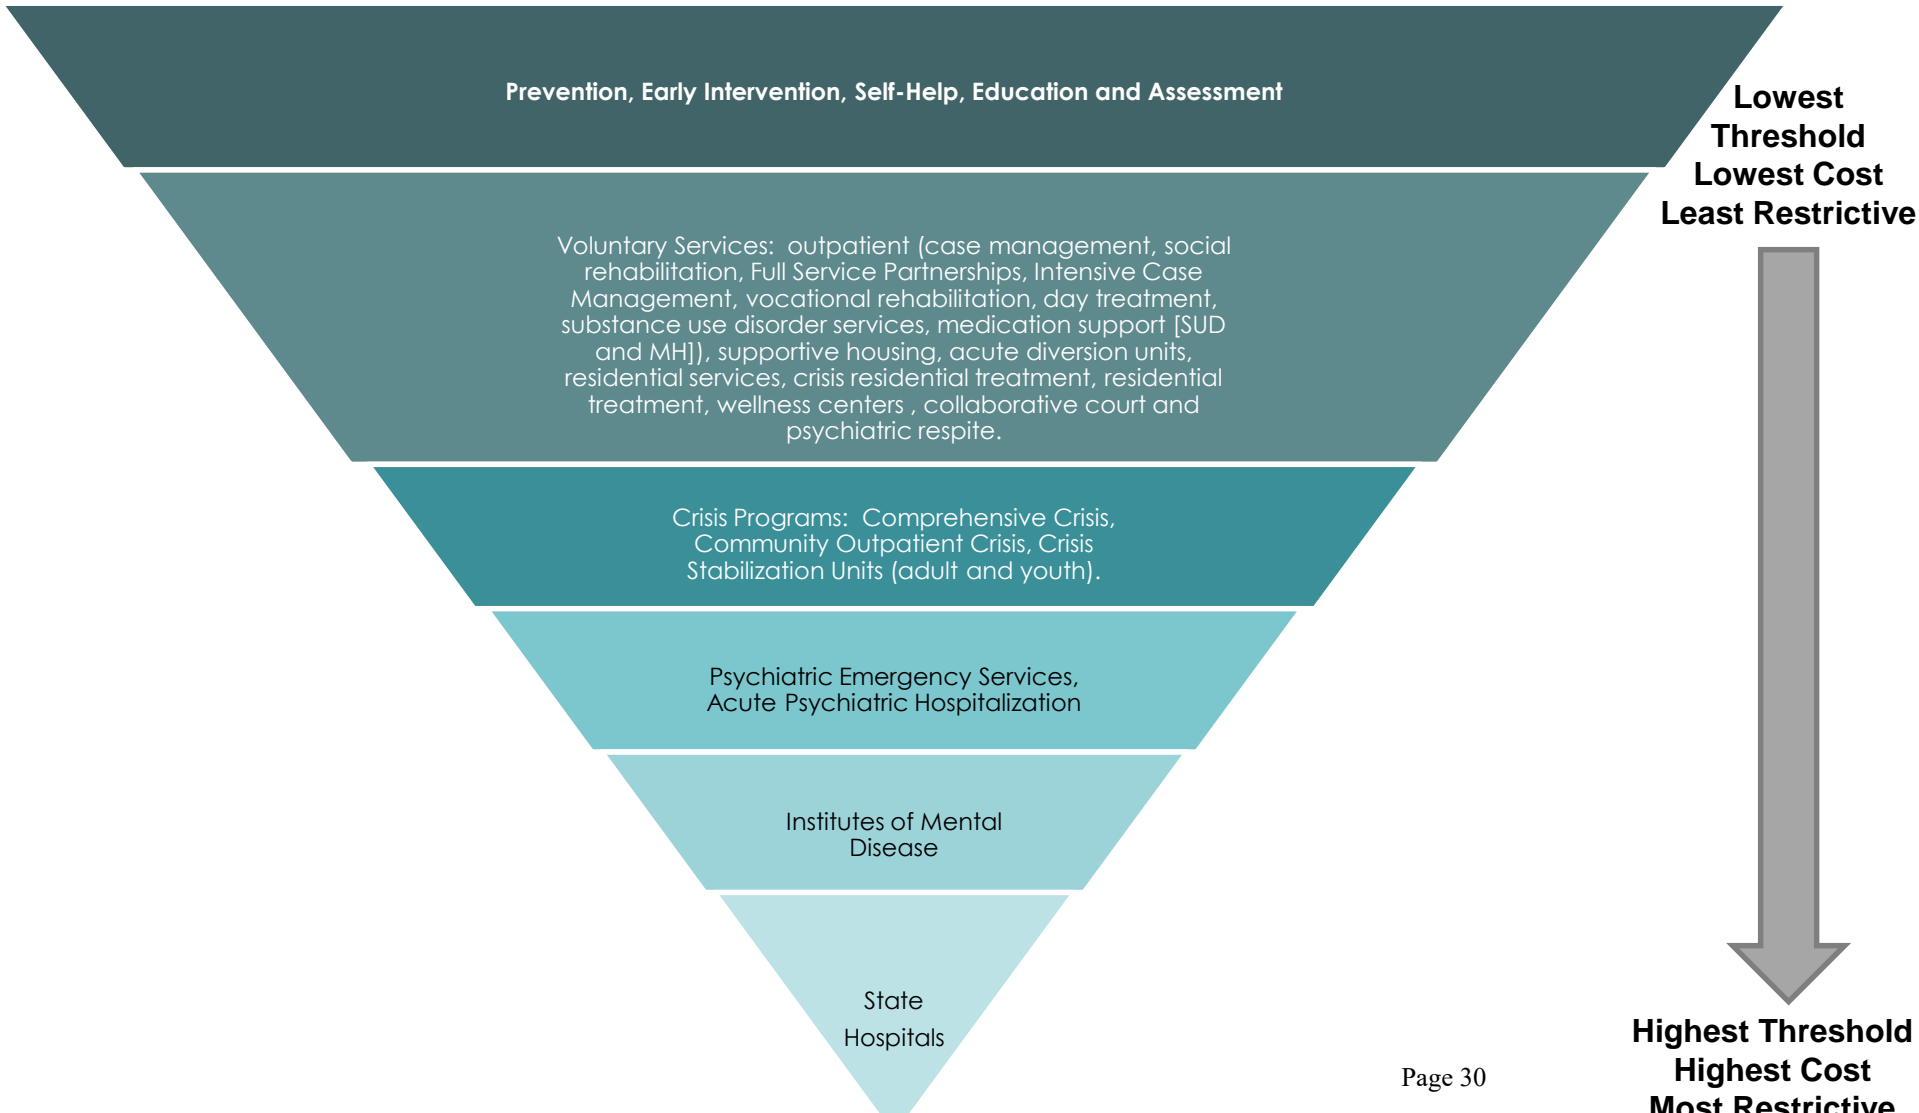 Prevention, Early Intervention, Self-Help, Education and Assessment
Lowest
Threshold
Lowest Cost
Least Restrictive
Voluntary Services:  outpatient (case management, social
rehabilitation, Full Service Partnerships, Intensive Case
Management, vocational rehabilitation, day treatment,
substance use disorder services, medication support [SUD
and MH]), supportive housing, acute diversion units,
residential services, crisis residential treatment, residential
treatment, wellness centers , collaborative court and
psychiatric respite.
Crisis Programs:  Comprehensive Crisis,
Community Outpatient Crisis, Crisis
Stabilization Units (adult and youth).
Psychiatric Emergency Services,
Acute Psychiatric Hospitalization
Institutes of Mental
Disease
State
Hospitals
Highest Threshold
Highest Cost
Most Restrictive
Page 30